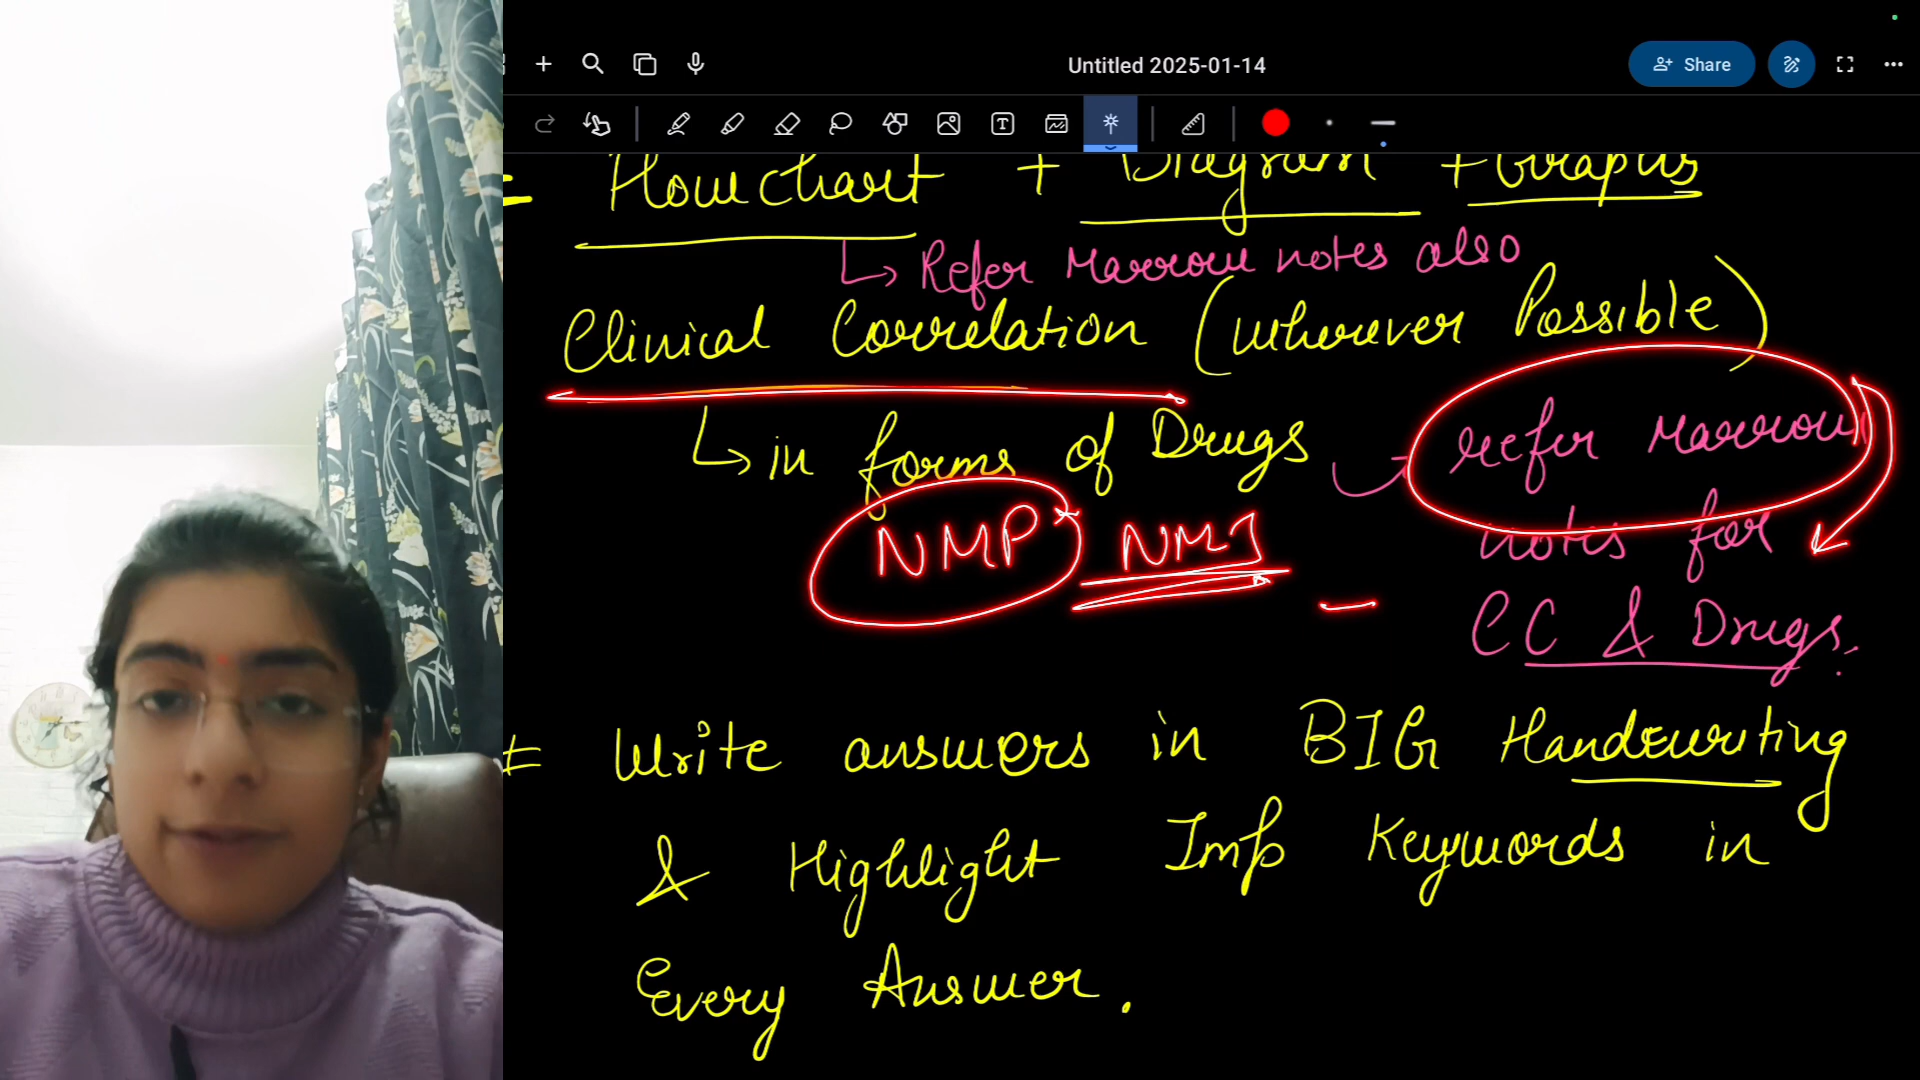 Untitled 2025-01-14
Share
= Flowchart + Diagram + Graphs
↳ Refer Marrow notes also
Clinical Correlation (wherever Possible)
↳ in forms of Drugs
Refer Marrow
notes for
CC & Drugs.
NMP NMJ
= Write answers in BIG Handwriting
& Highlight Imp Keywords in
Every Answer.